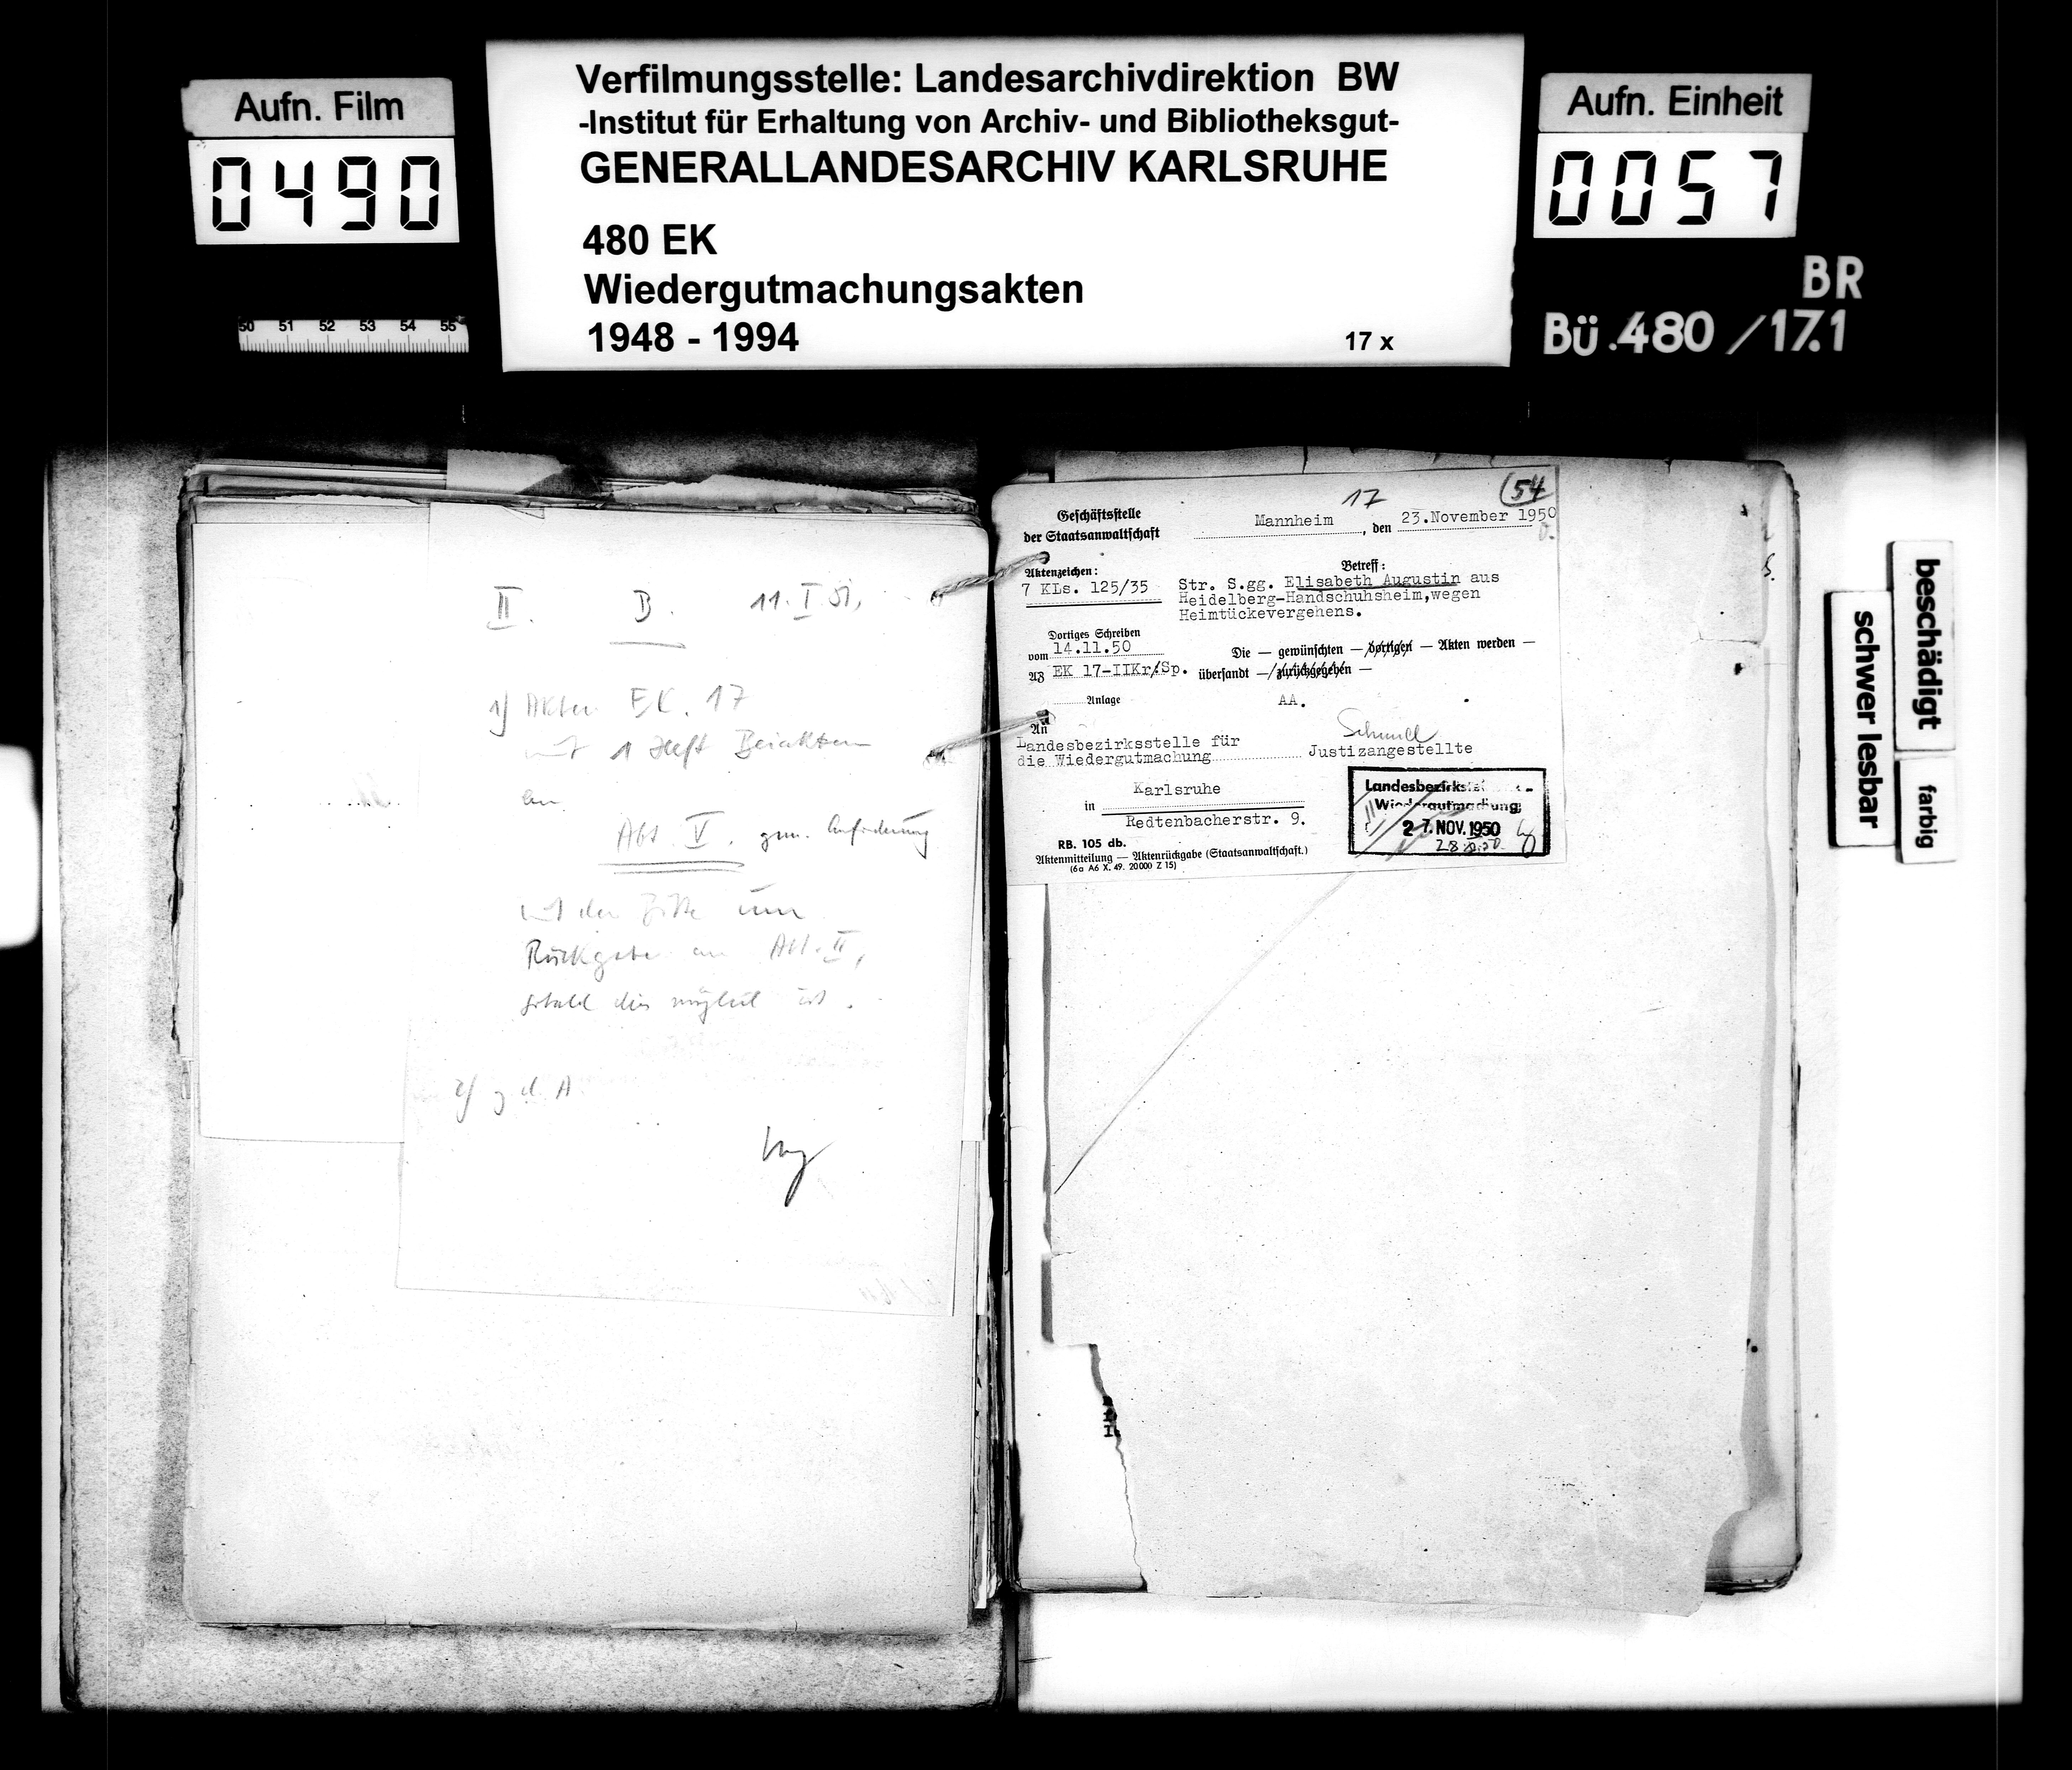 Aufn. Film
0490
Verfilmungsstelle: Landesarchivdirektion BW
-Institut für Erhaltung von Archiv- und Bibliotheksgut-
GENERALLANDESARCHIV KARLSRUHE
480 EK
Wiedergutmachungsakten
1948 - 1994
17 x
Aufn. Einheit
0057
BR
Bü.480/17.1
50 51 52 53 54 55
beschädigt
schwer lesbar
farbig
II. B. 11.I.51,
1) Akten EK. 17
mit 1 Heft Beiakten
an
Abt. V. gem. Anforderung
mit der Bitte um
Rückgabe an Abt. II,
sobald dies möglich ist.
2) z. d. A.
17
54
Geschäftsstelle
der Staatsanwaltschaft
Mannheim, den 23.November 1950
Aktenzeichen:
7 KLs. 125/35
Betreff:
Str. S.gg. Elisabeth Augustin aus
Heidelberg-Handschuhsheim,wegen
Heimtückevergehens.
Dortiges Schreiben
vom 14.11.50
AZ EK 17-IIKr/Sp.
Die — gewünschten — dortigen — Akten werden —
übersandt — zurückgegeben —
Anlage
AA.
An
Landesbezirksstelle für
die Wiedergutmachung
Justizangestellte
in Karlsruhe
Redtenbacherstr. 9.
Landesbezirksst
Wiedergutmachung
27. NOV. 1950
RB. 105 db.
Aktenmitteilung — Aktenrückgabe (Staatsanwaltschaft.)
(6a A6 X. 49. 20000 Z 15)